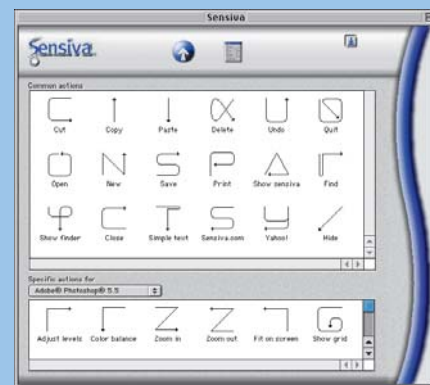 Sensiva
Sensiva
Common actions
Cut Copy Paste Delete Undo Quit
Open New Save Print Show sensiva Find
Show finder Close Simple text Sensiva.com Yahoo! Hide
Specific actions for
Adobe® Photoshop® 5.5
Adjust levels Color balance Zoom in Zoom out Fit on screen Show grid